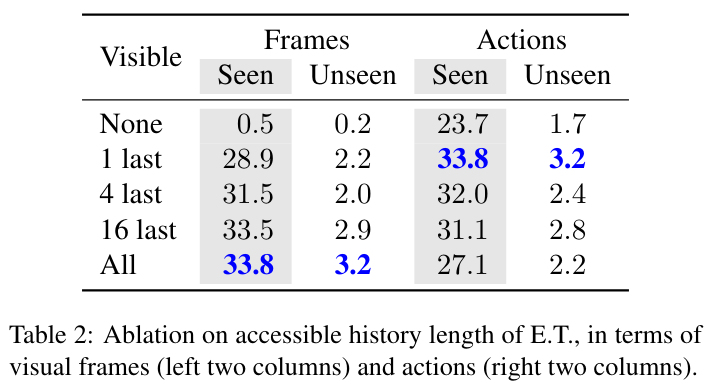 Visible Frames Actions
Seen Unseen Seen Unseen
None 0.5 0.2 23.7 1.7
1 last 28.9 2.2 33.8 3.2
4 last 31.5 2.0 32.0 2.4
16 last 33.5 2.9 31.1 2.8
All 33.8 3.2 27.1 2.2
Table 2: Ablation on accessible history length of E.T., in terms of
visual frames (left two columns) and actions (right two columns).